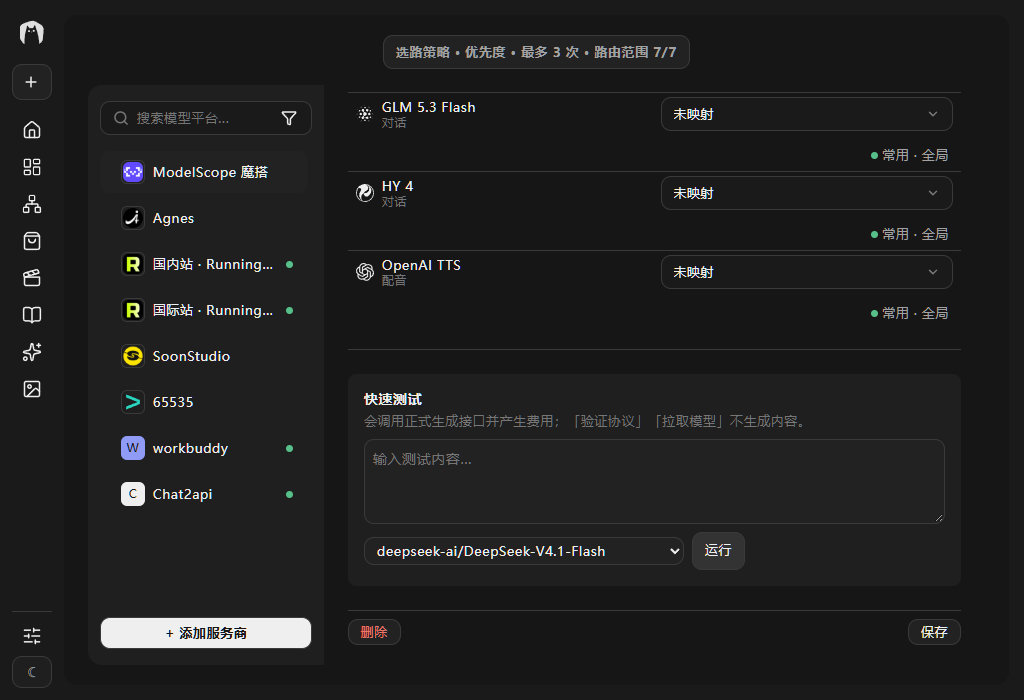 选路策略 • 优先度 • 最多 3 次 • 路由范围 7/7
搜索模型平台...
ModelScope 魔搭
Agnes
国内站 · Running...
国际站 · Running...
SoonStudio
65535
W workbuddy
C Chat2api
+ 添加服务商
GLM 5.3 Flash
对话
未映射
常用 · 全局
HY 4
对话
未映射
常用 · 全局
OpenAI TTS
配音
未映射
常用 · 全局
快速测试
会调用正式生成接口并产生费用；「验证协议」「拉取模型」不生成内容。
输入测试内容...
deepseek-ai/DeepSeek-V4.1-Flash
运行
删除
保存